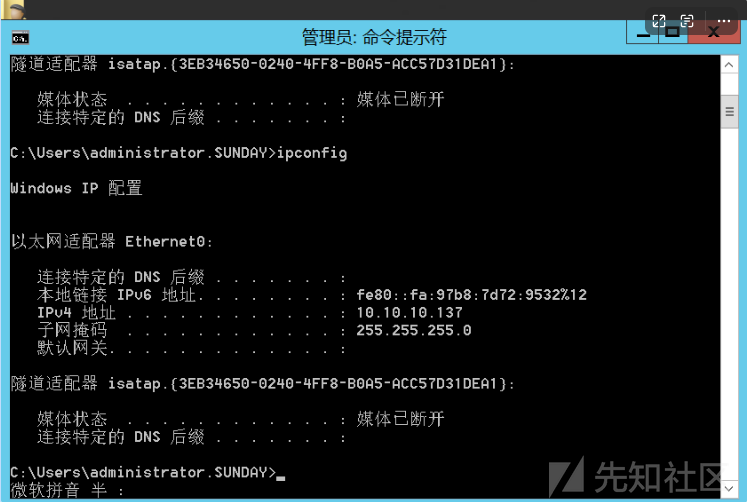 管理员: 命令提示符
隧道适配器 isatap.{3EB34650-0240-4FF8-B0A5-ACC57D31DEA1}:
媒体状态 . . . . . . . . . . . . : 媒体已断开
连接特定的 DNS 后缀 . . . . . . . :
C:\Users\administrator.SUNDAY>ipconfig
Windows IP 配置
以太网适配器 Ethernet0:
连接特定的 DNS 后缀 . . . . . . . :
本地链接 IPv6 地址. . . . . . . . : fe80::fa:97b8:7d72:9532%12
IPv4 地址 . . . . . . . . . . . . : 10.10.10.137
子网掩码 . . . . . . . . . . . . : 255.255.255.0
默认网关. . . . . . . . . . . . . :
隧道适配器 isatap.{3EB34650-0240-4FF8-B0A5-ACC57D31DEA1}:
媒体状态 . . . . . . . . . . . . : 媒体已断开
连接特定的 DNS 后缀 . . . . . . . :
C:\Users\administrator.SUNDAY>_
微软拼音 半 :
先知社区